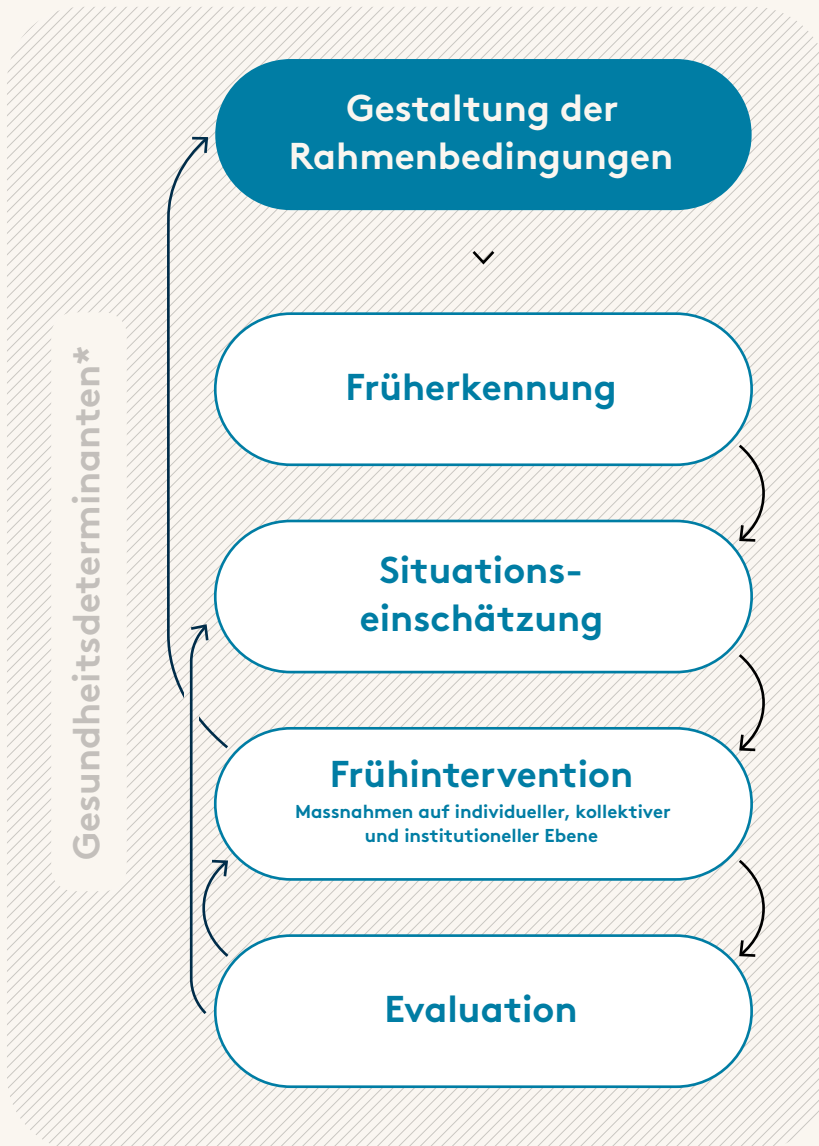 Gestaltung der
Rahmenbedingungen
Früherkennung
Situations-
einschätzung
Frühintervention
Massnahmen auf individueller, kollektiver
und institutioneller Ebene
Evaluation
Gesundheitsdeterminanten*